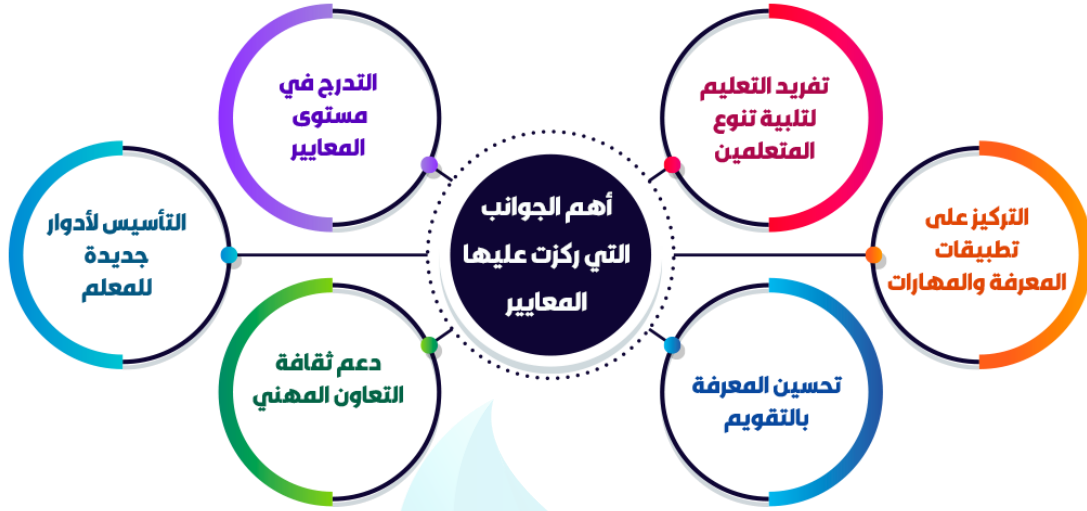 أهم الجوانب
التي ركزت عليها
المعايير
تفريد التعليم
لتلبية تنوع
المتعلمين
التركيز على
تطبيقات
المعرفة والمهارات
تحسين المعرفة
بالتقويم
دعم ثقافة
التعاون المهني
التأسيس لأدوار
جديدة
للمعلم
التدرج في
مستوى
المعايير